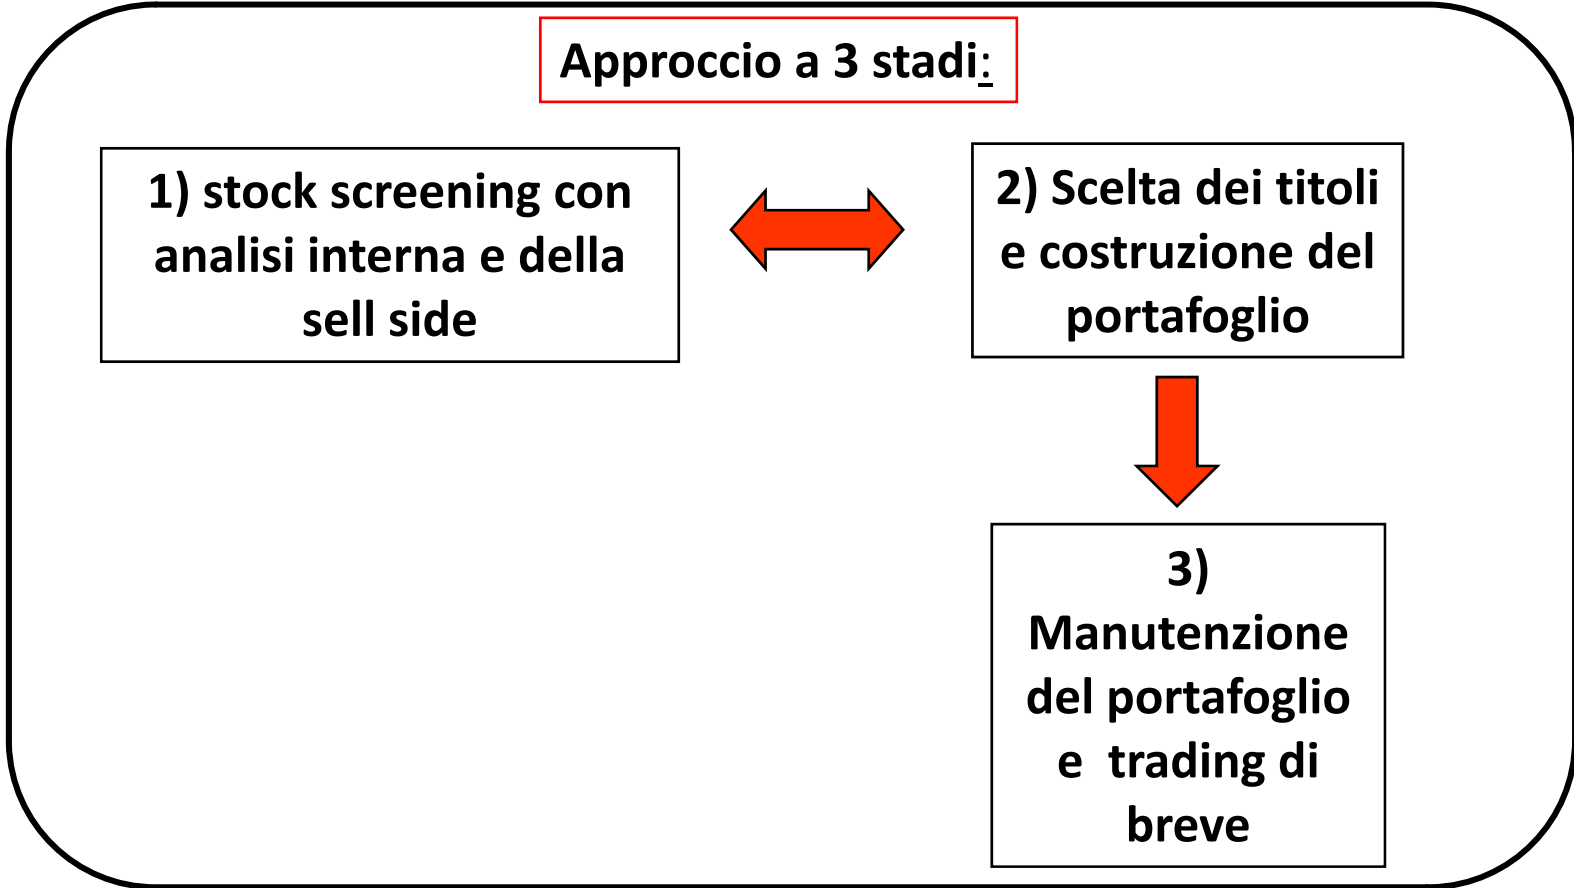 Approccio a 3 stadi:
1) stock screening con
analisi interna e della
sell side
2) Scelta dei titoli
e costruzione del
portafoglio
3)
Manutenzione
del portafoglio
e  trading di
breve